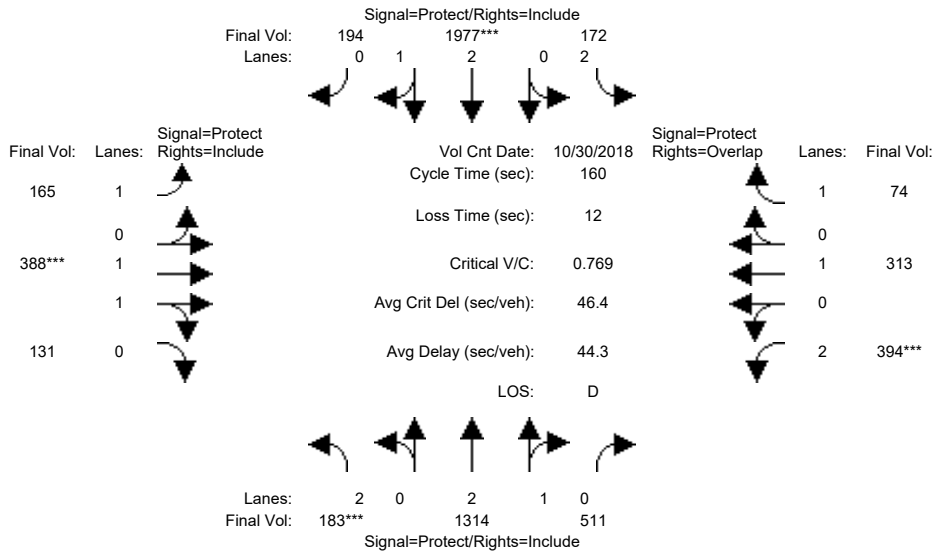 Signal=Protect/Rights=Include
Final Vol: 194 1977*** 172
Lanes: 0 1 2 0 2
Signal=Protect
Final Vol: Lanes: Rights=Include
Vol Cnt Date: 10/30/2018
Signal=Protect
Rights=Overlap Lanes: Final Vol:
Cycle Time (sec): 160
165 1
1 74
Loss Time (sec): 12
0
0
388*** 1
Critical V/C: 0.769
1 313
1
Avg Crit Del (sec/veh): 46.4
0
131 0
Avg Delay (sec/veh): 44.3
2 394***
LOS: D
Lanes: 2 0 2 1 0
Final Vol: 183*** 1314 511
Signal=Protect/Rights=Include